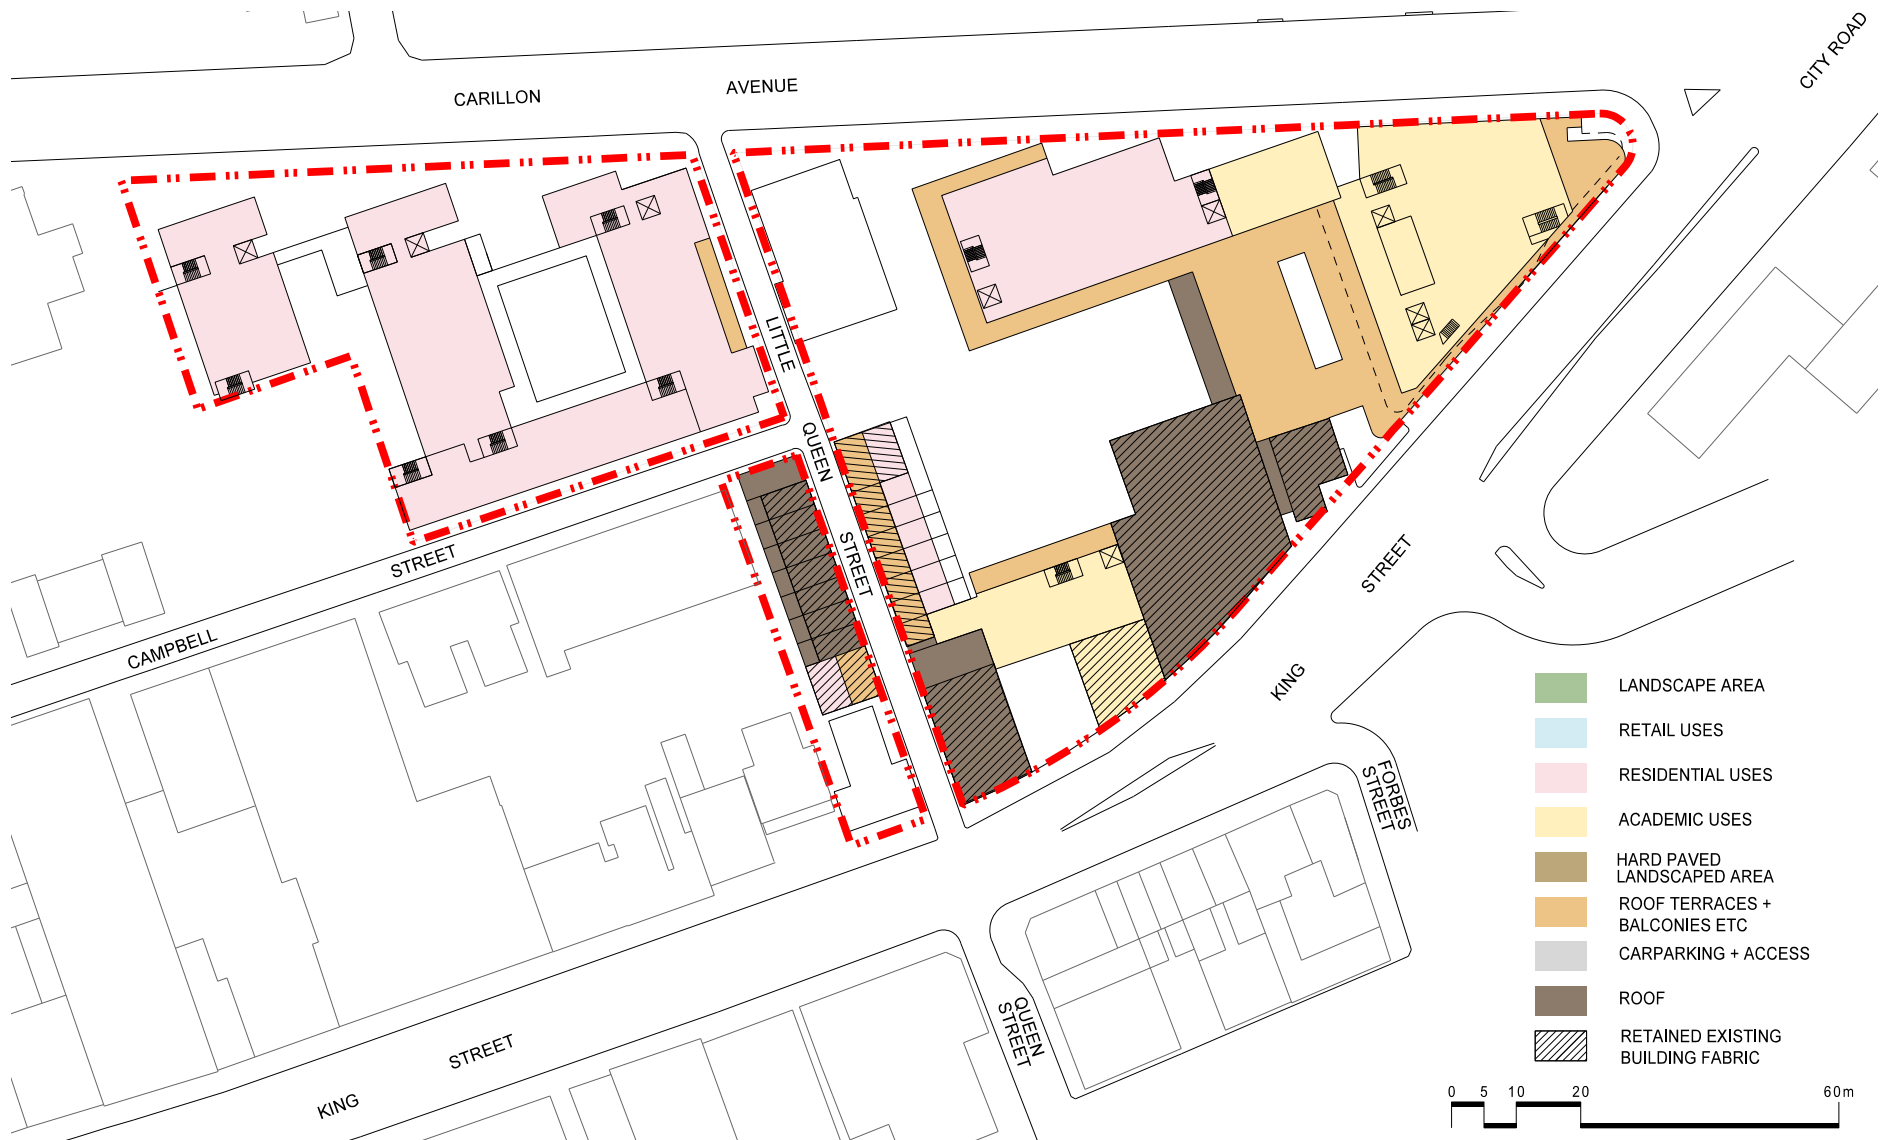 CARILLON
AVENUE
CITY ROAD
LITTLE
QUEEN
STREET
STREET
CAMPBELL
STREET
KING
FORBES
STREET
STREET
KING
QUEEN
STREET
LANDSCAPE AREA
RETAIL USES
RESIDENTIAL USES
ACADEMIC USES
HARD PAVED
LANDSCAPED AREA
ROOF TERRACES +
BALCONIES ETC
CARPARKING + ACCESS
ROOF
RETAINED EXISTING
BUILDING FABRIC
0 5 10 20 60m